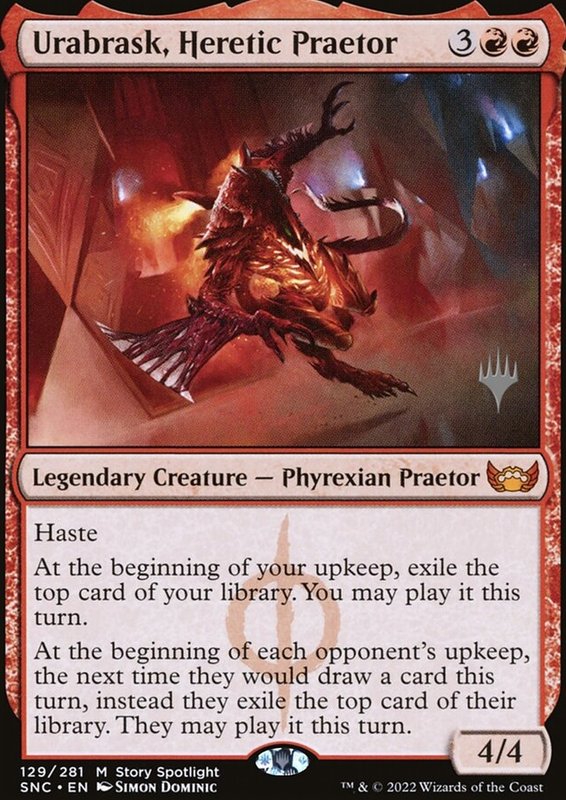 Urabrask, Heretic Praetor 3
Legendary Creature — Phyrexian Praetor
Haste
At the beginning of your upkeep, exile the
top card of your library. You may play it this
turn.
At the beginning of each opponent's upkeep,
the next time they would draw a card this
turn, instead they exile the top card of their
library. They may play it this turn.
4/4
129/281 M Story Spotlight
SNC • EN Simon Dominic
™ & © 2022 Wizards of the Coast